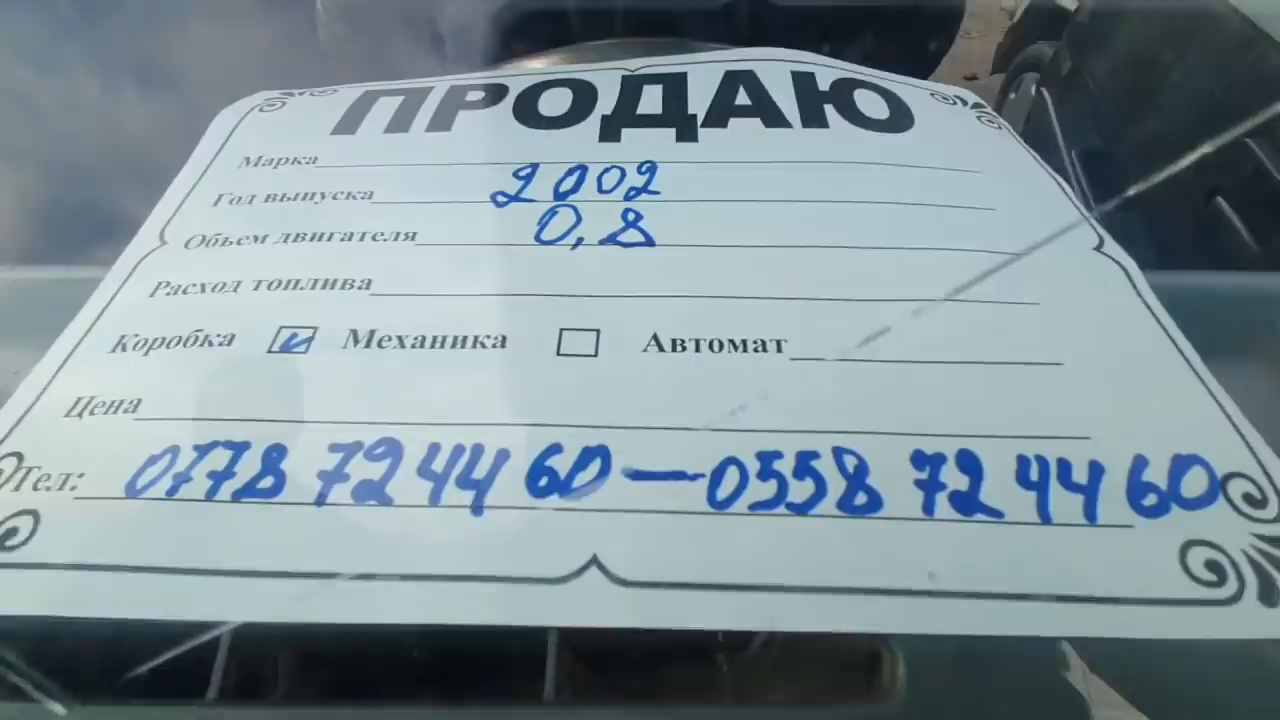 ПРОДАЮ
Марка
Год выпуска 2002
Объем двигателя 0,8
Расход топлива
Коробка Механика Автомат
Цена
Тел: 0778 72 44 60 — 0558 72 44 60